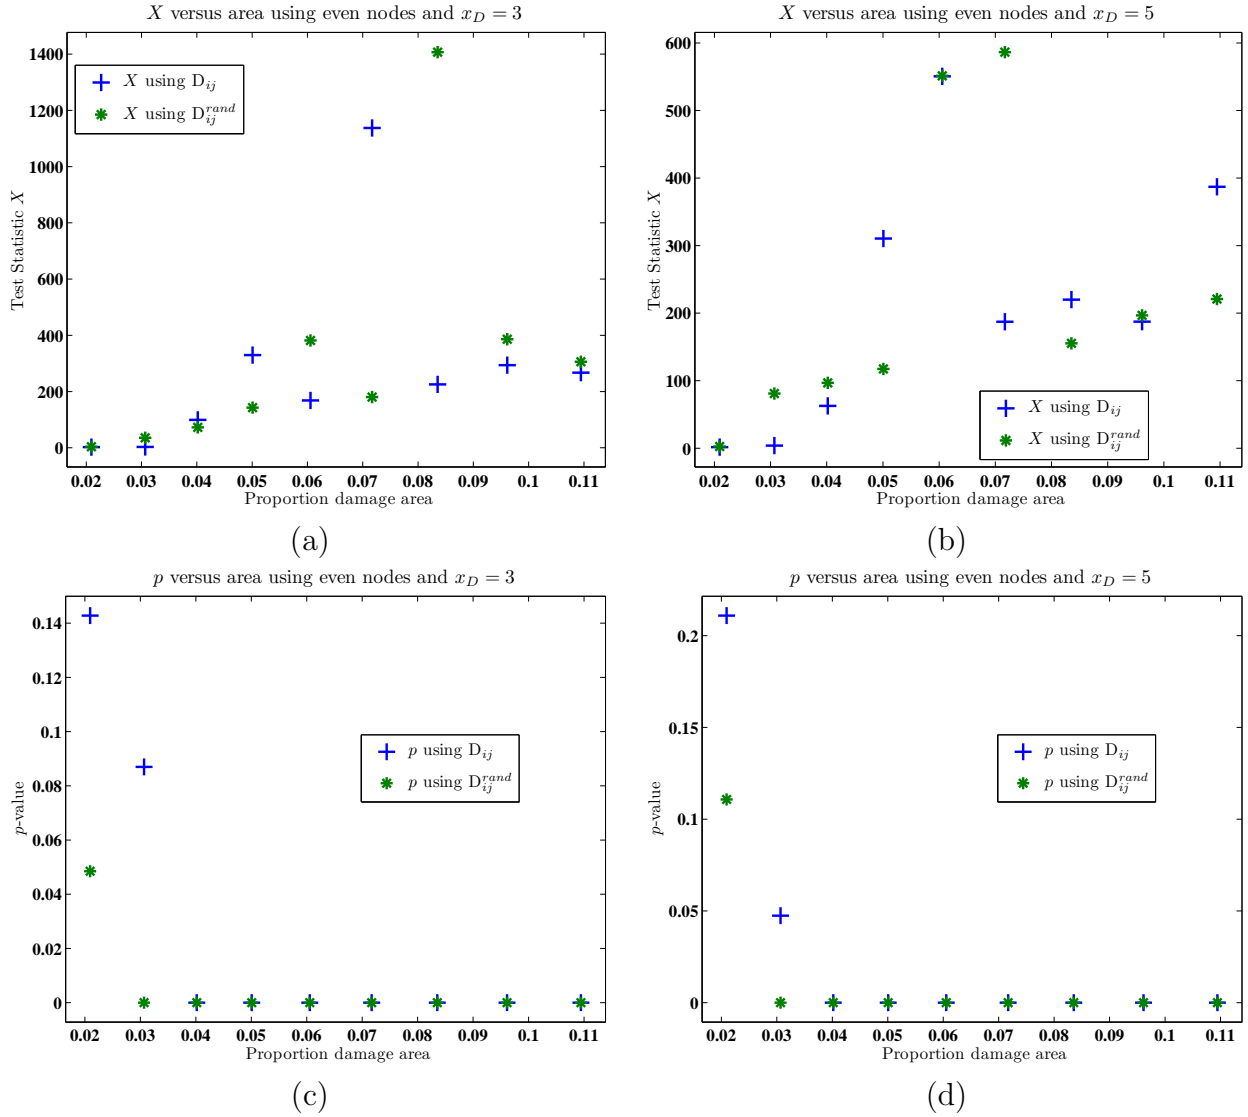 X versus area using even nodes and x_D = 3
1400
1200
1000
800
600
400
200
0
Test Statistic X
X using D_ij
X using D_ij^rand
0.02 0.03 0.04 0.05 0.06 0.07 0.08 0.09 0.1 0.11
Proportion damage area
(a)
X versus area using even nodes and x_D = 5
600
500
400
300
200
100
0
Test Statistic X
X using D_ij
X using D_ij^rand
0.02 0.03 0.04 0.05 0.06 0.07 0.08 0.09 0.1 0.11
Proportion damage area
(b)
p versus area using even nodes and x_D = 3
0.14
0.12
0.1
0.08
0.06
0.04
0.02
0
p-value
p using D_ij
p using D_ij^rand
0.02 0.03 0.04 0.05 0.06 0.07 0.08 0.09 0.1 0.11
Proportion damage area
(c)
p versus area using even nodes and x_D = 5
0.2
0.15
0.1
0.05
0
p-value
p using D_ij
p using D_ij^rand
0.02 0.03 0.04 0.05 0.06 0.07 0.08 0.09 0.1 0.11
Proportion damage area
(d)